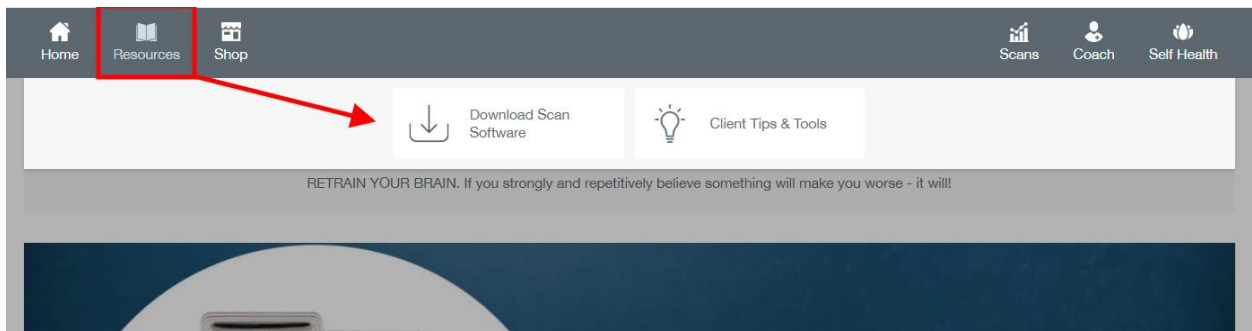 Home
Resources
Shop
Scans
Coach
Self Health
Download Scan
Software
Client Tips & Tools
RETRAIN YOUR BRAIN. If you strongly and repetitively believe something will make you worse - it will!